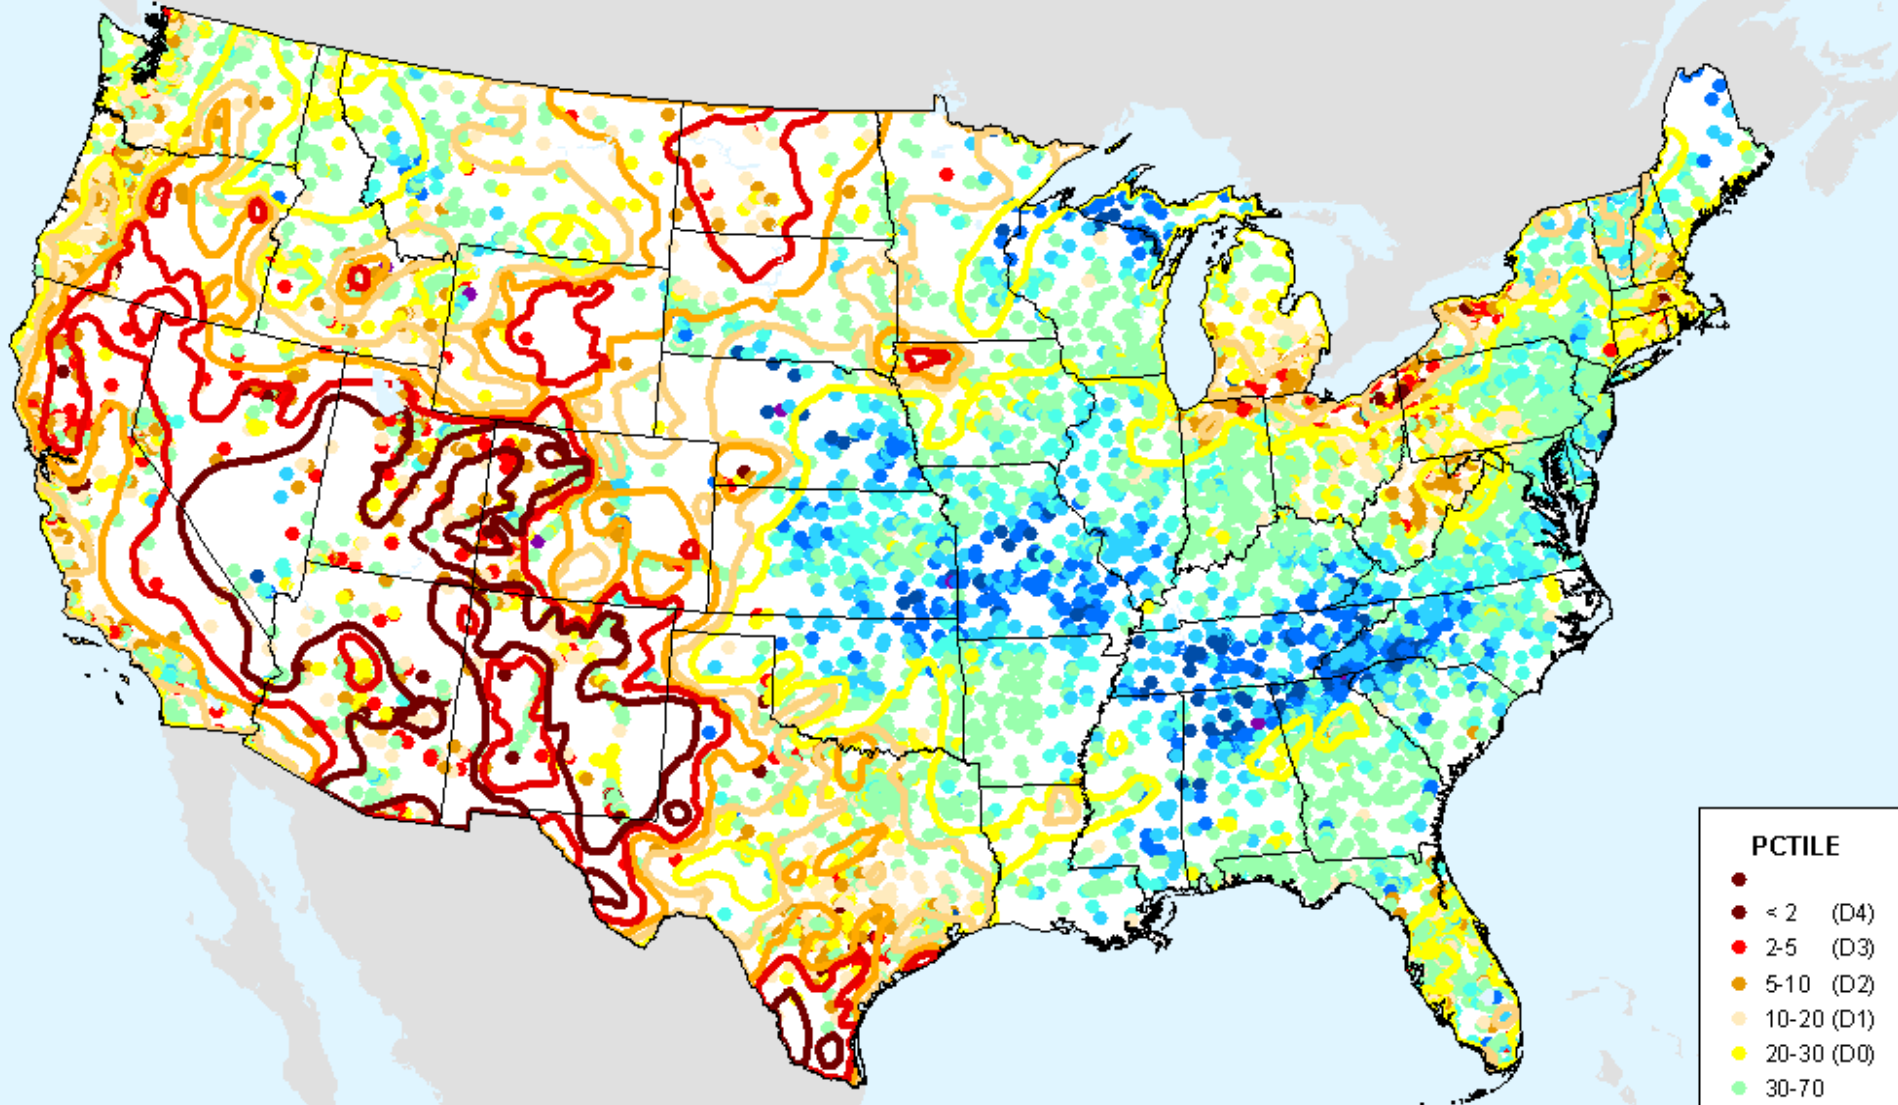 PCTILE
< 2 (D4)
2-5 (D3)
5-10 (D2)
10-20 (D1)
20-30 (D0)
30-70